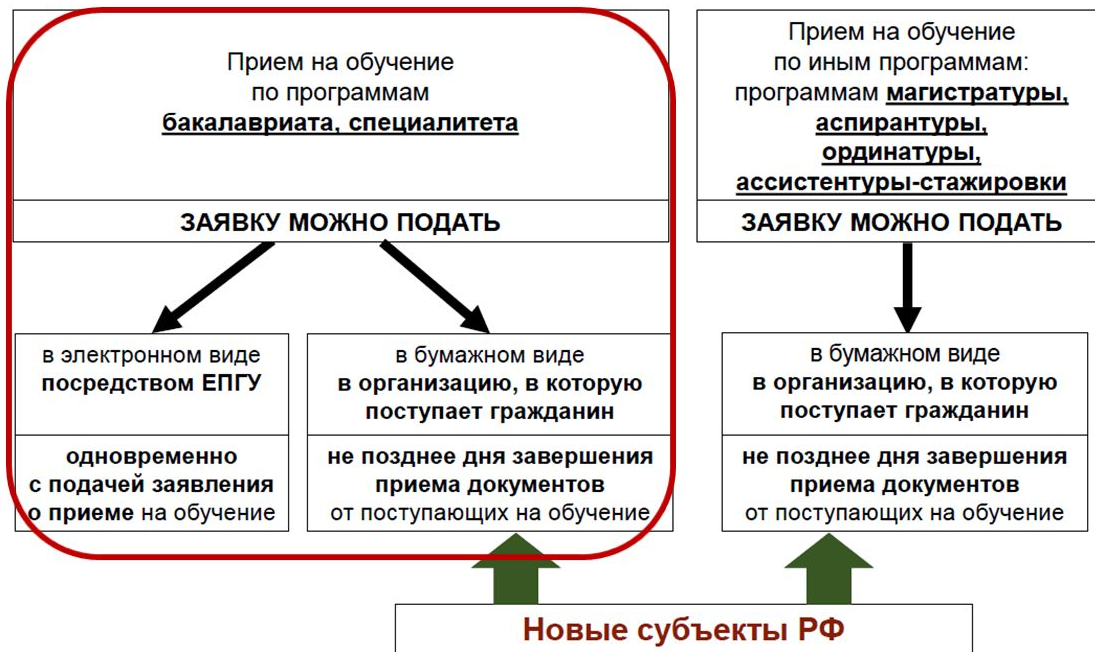 Прием на обучение
по программам
бакалавриата, специалитета
ЗАЯВКУ МОЖНО ПОДАТЬ
в электронном виде
посредством ЕПГУ
одновременно
с подачей заявления
о приеме на обучение
в бумажном виде
в организацию, в которую
поступает гражданин
не позднее дня завершения
приема документов
от поступающих на обучение
Прием на обучение
по иным программам:
программам магистратуры,
аспирантуры,
ординатуры,
ассистентуры-стажировки
ЗАЯВКУ МОЖНО ПОДАТЬ
в бумажном виде
в организацию, в которую
поступает гражданин
не позднее дня завершения
приема документов
от поступающих на обучение
Новые субъекты РФ